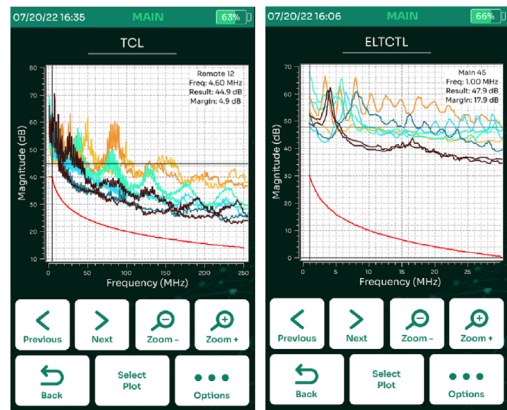 07/20/22 16:35 MAIN 63%
TCL
Remote 12
Freq: 4.60 MHz
Result: 44.9 dB
Margin: 4.9 dB
Magnitude (dB)
80
70
60
50
40
30
20
10
0 50 100 150 200 250
Frequency (MHz)
Previous Next Zoom - Zoom +
Back Select Plot Options
07/20/22 16:06 MAIN 66%
ELTCTL
Main 45
Freq: 1.00 MHz
Result: 47.9 dB
Margin: 17.9 dB
Magnitude (dB)
70
60
50
40
30
20
10
0
0 5 10 15 20 25
Frequency (MHz)
Previous Next Zoom - Zoom +
Back Select Plot Options